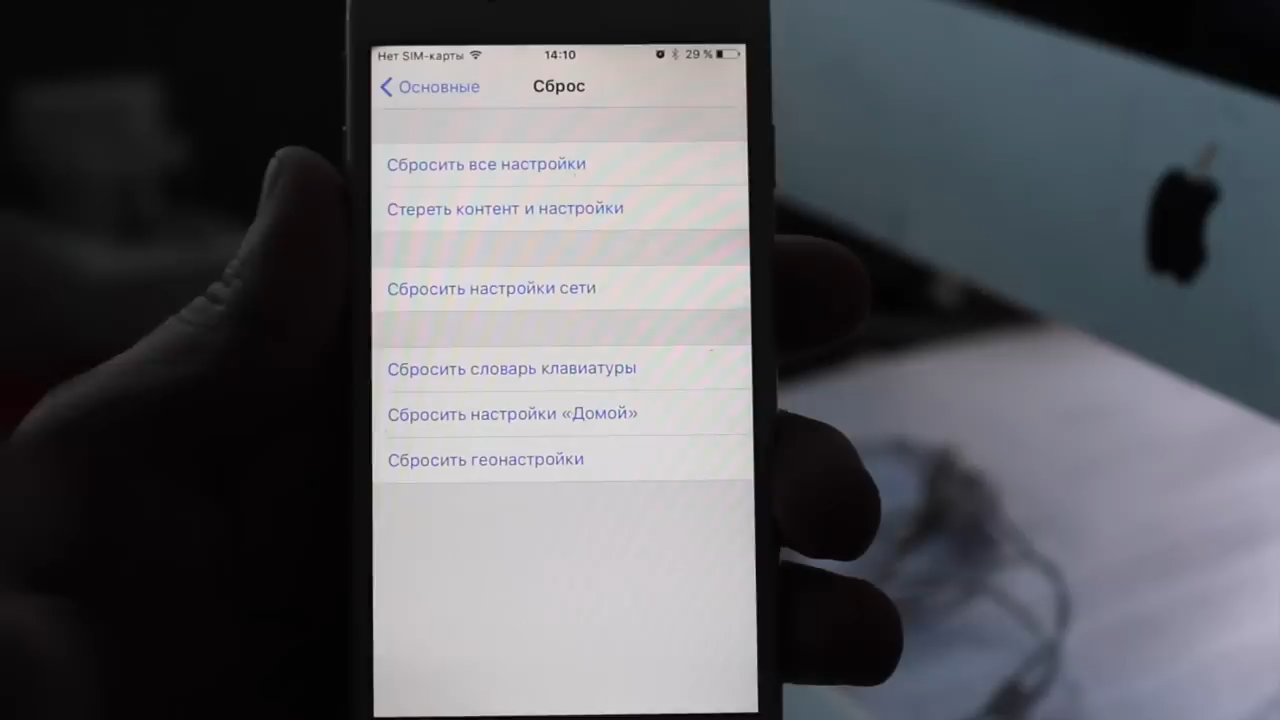 Нет SIM-карты 14:10 29 %
Основные Сброс
Сбросить все настройки
Стереть контент и настройки
Сбросить настройки сети
Сбросить словарь клавиатуры
Сбросить настройки «Домой»
Сбросить геонастройки